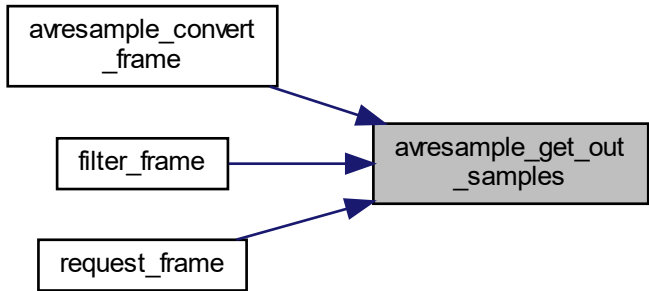 avresample_convert
_frame
filter_frame
request_frame
avresample_get_out
_samples